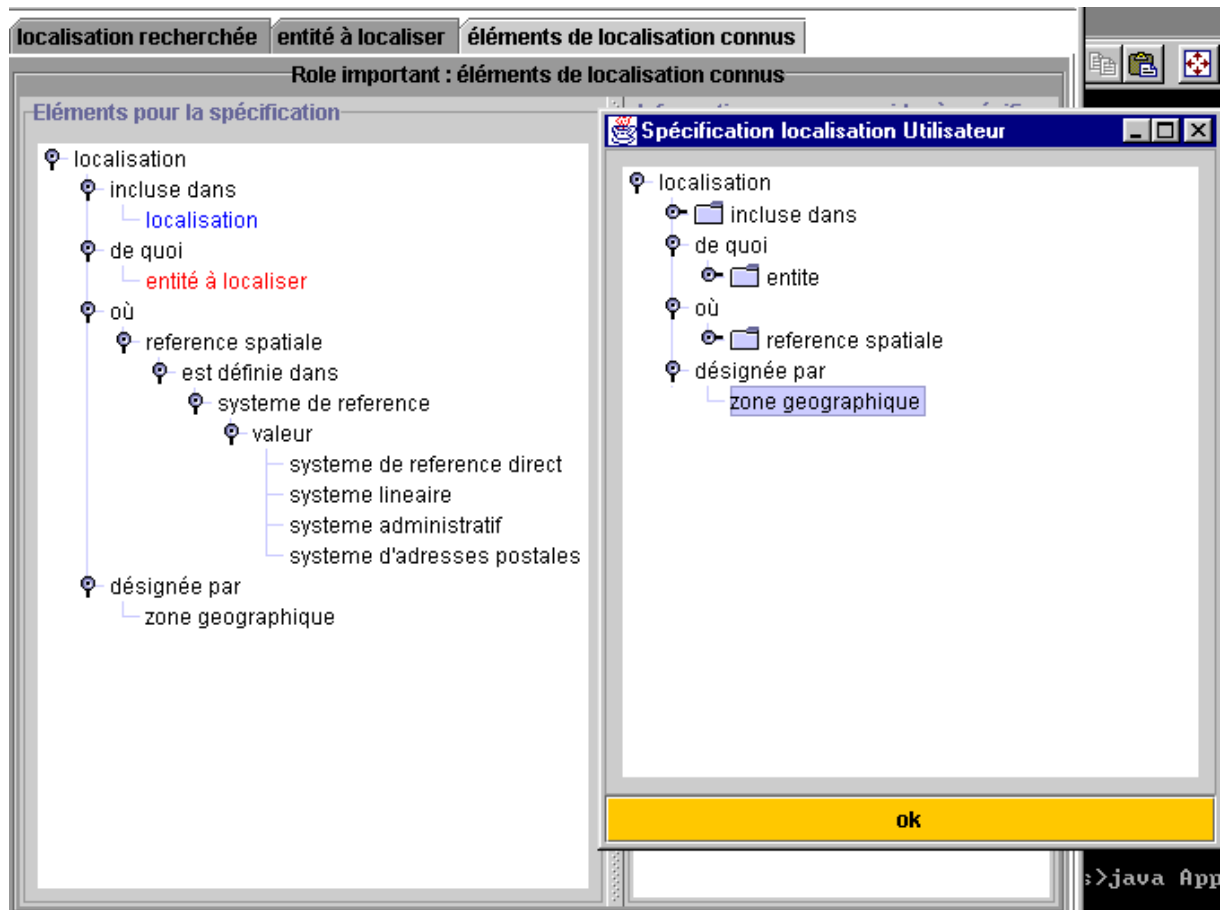 localisation recherchée
entité à localiser
éléments de localisation connus
Role important : éléments de localisation connus
Eléments pour la spécification
localisation
incluse dans
localisation
de quoi
entité à localiser
où
reference spatiale
est définie dans
systeme de reference
valeur
systeme de reference direct
systeme lineaire
systeme administratif
systeme d'adresses postales
désignée par
zone geographique
Spécification localisation Utilisateur
localisation
incluse dans
de quoi
entite
où
reference spatiale
désignée par
zone geographique
ok
s>java App